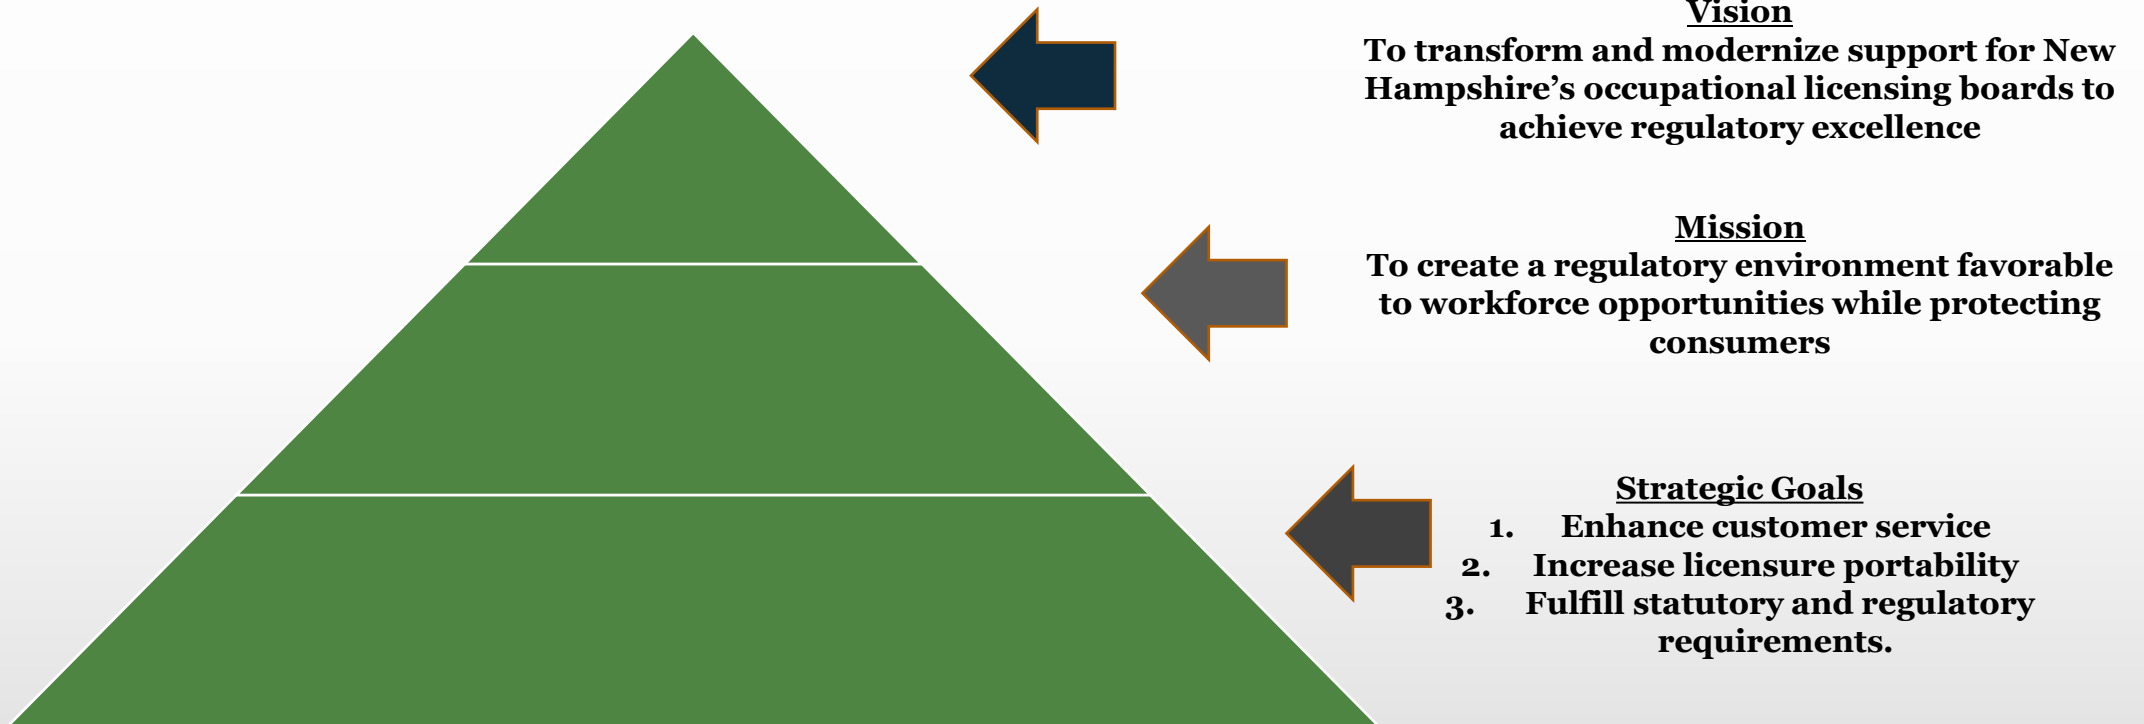 Vision
To transform and modernize support for New
Hampshire’s occupational licensing boards to
achieve regulatory excellence
Mission
To create a regulatory environment favorable
to workforce opportunities while protecting
consumers
Strategic Goals
1. Enhance customer service
2. Increase licensure portability
3. Fulfill statutory and regulatory
requirements.